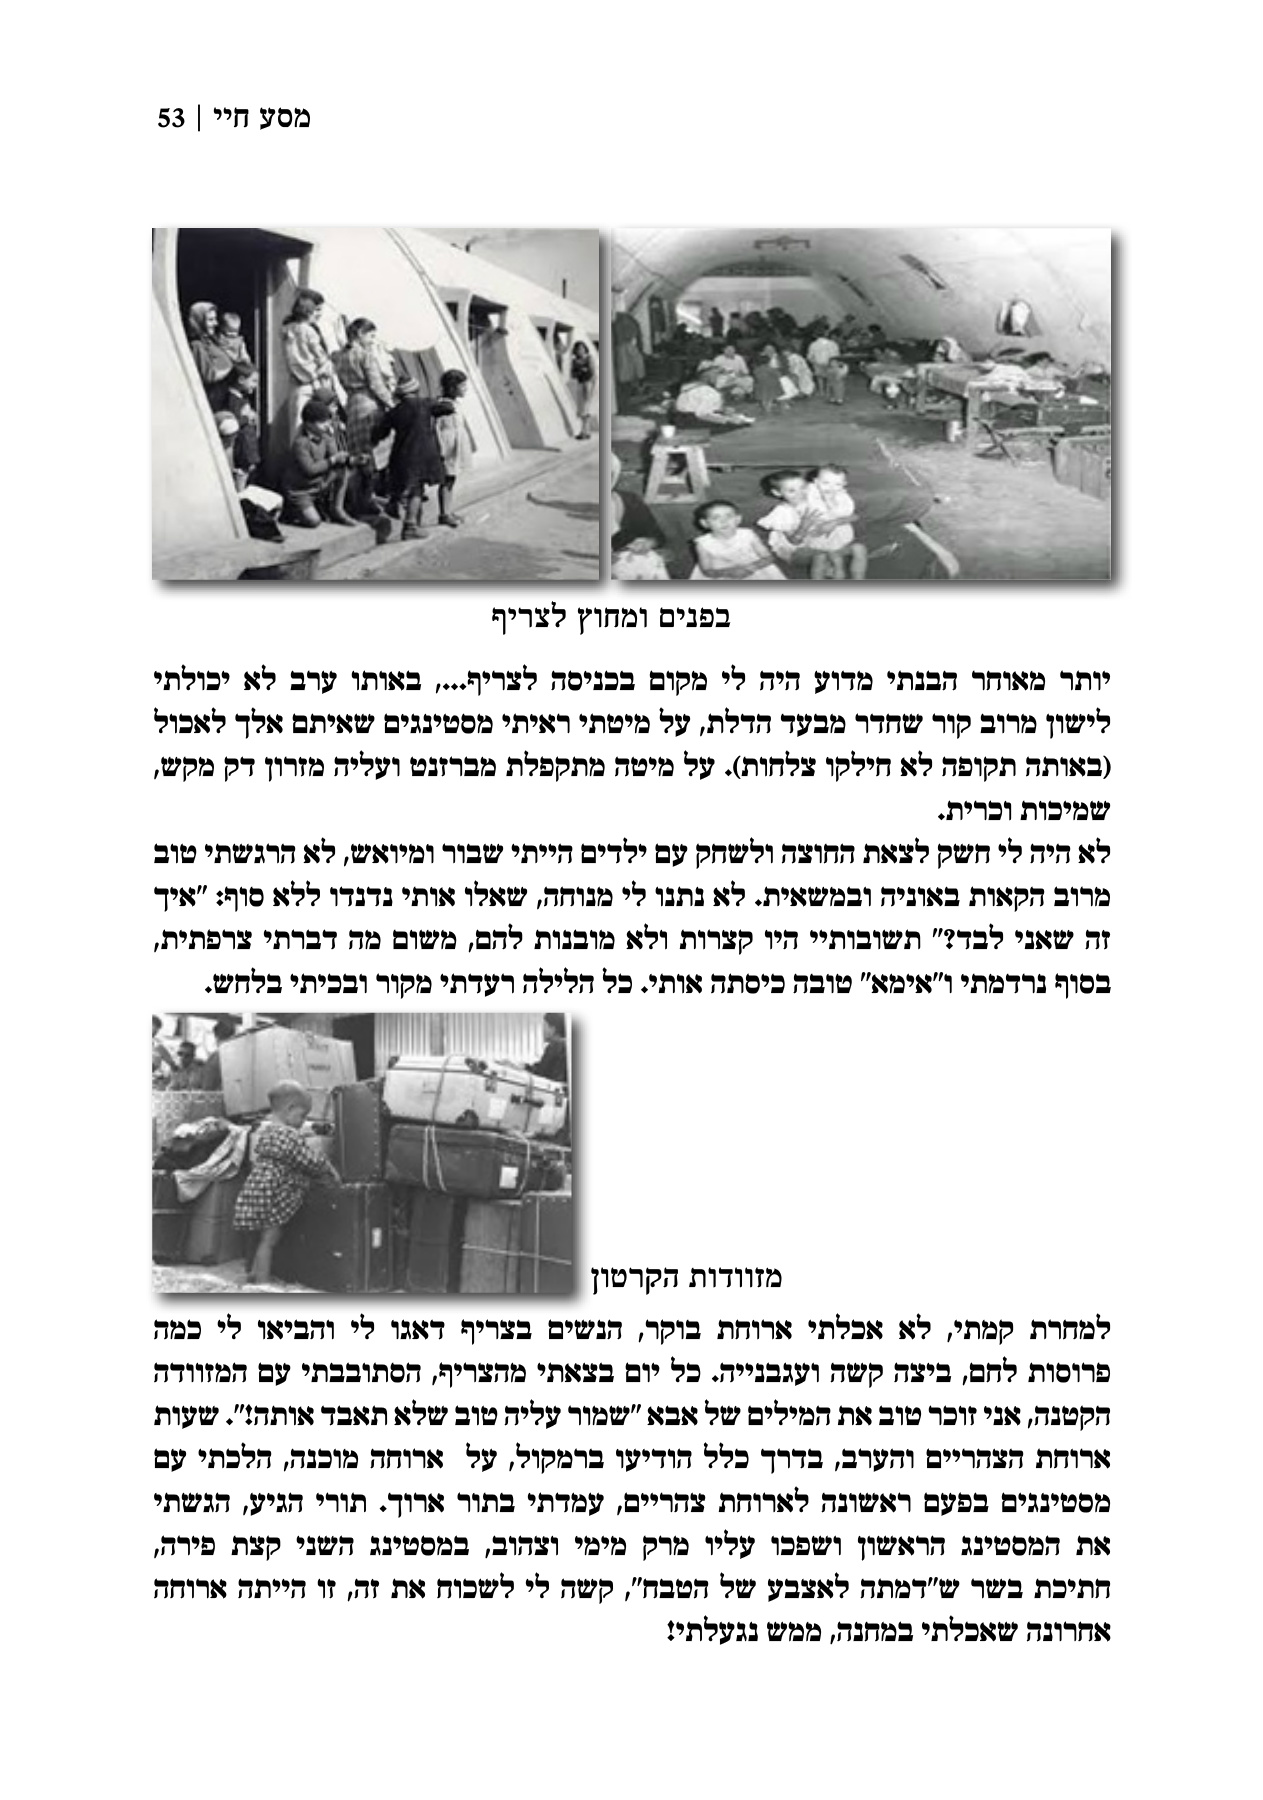 מסע חיי | 53
בפנים ומחוץ לצריף
יותר מאוחר הבנתי מדוע היה לי מקום בכניסה לצריף..., באותו ערב לא יכולתי
לישון מרוב קור שחדר מבעד הדלת, על מיטתי ראיתי מסטינגים שאיתם אלך לאכול
(באותה תקופה לא חילקו צלחות). על מיטה מתקפלת מברזנט ועליה מזרון דק מקש,
שמיכות וכרית.
לא היה לי חשק לצאת החוצה ולשחק עם ילדים הייתי שבור ומיואש, לא הרגשתי טוב
מרוב הקאות באוניה ובמשאית. לא נתנו לי מנוחה, שאלו אותי נדנדו ללא סוף: "איך
זה שאני לבד?" תשובותיי היו קצרות ולא מובנות להם, משום מה דברתי צרפתית,
בסוף נרדמתי ו"אימא" טובה כיסתה אותי. כל הלילה רעדתי מקור ובכיתי בלחש.
מזוודות הקרטון
למחרת קמתי, לא אכלתי ארוחת בוקר, הנשים בצריף דאגו לי והביאו לי כמה
פרוסות לחם, ביצה קשה ועגבנייה. כל יום בצאתי מהצריף, הסתובבתי עם המזוודה
הקטנה, אני זוכר טוב את המילים של אבא "שמור עליה טוב שלא תאבד אותה!". שעות
ארוחת הצהריים והערב, בדרך כלל הודיעו ברמקול, על ארוחה מוכנה, הלכתי עם
מסטינגים בפעם ראשונה לארוחת צהריים, עמדתי בתור ארוך. תורי הגיע, הגשתי
את המסטינג הראשון ושפכו עליו מרק מימי וצהוב, במסטינג השני קצת פירה,
חתיכת בשר ש"דמתה לאצבע של הטבח", קשה לי לשכוח את זה, זו הייתה ארוחה
אחרונה שאכלתי במחנה, ממש נגעלתי!